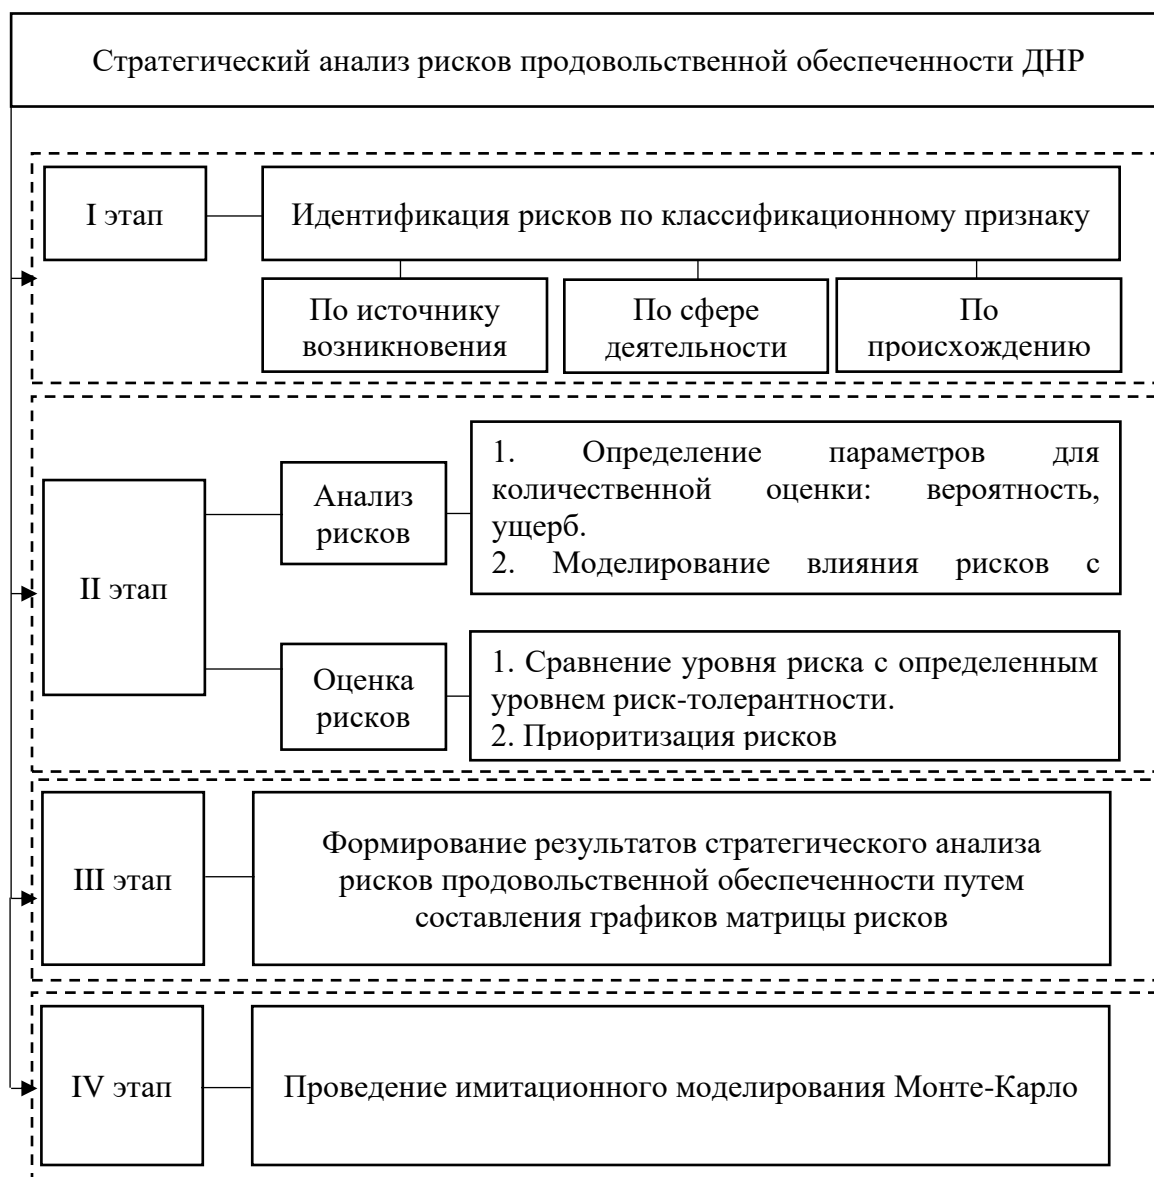 Стратегический анализ рисков продовольственной обеспеченности ДНР
I этап
Идентификация рисков по классификационному признаку
По источнику
возникновения
По сфере
деятельности
По
происхождению
II этап
Анализ
рисков
1. Определение параметров для
количественной оценки: вероятность,
ущерб.
2. Моделирование влияния рисков с
Оценка
рисков
1. Сравнение уровня риска с определенным
уровнем риск-толерантности.
2. Приоритизация рисков
III этап
Формирование результатов стратегического анализа
рисков продовольственной обеспеченности путем
составления графиков матрицы рисков
IV этап
Проведение имитационного моделирования Монте-Карло